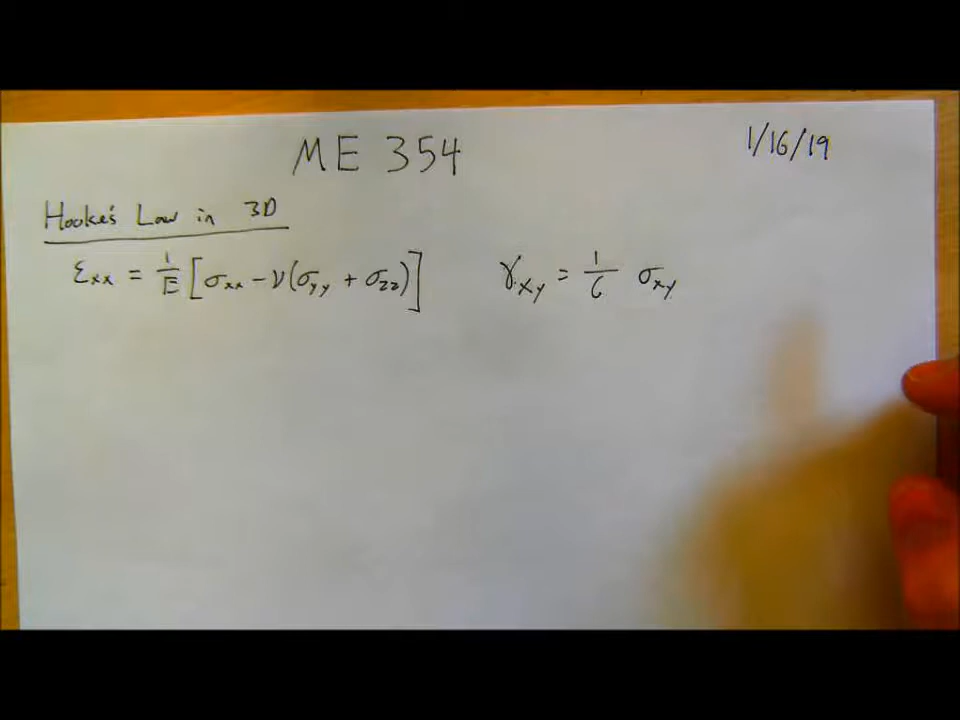 ME 354
1/16/19
Hooke's Law in 3D
εxx = 1/E [σxx - ν(σyy + σzz)] γxy = 1/G σxy